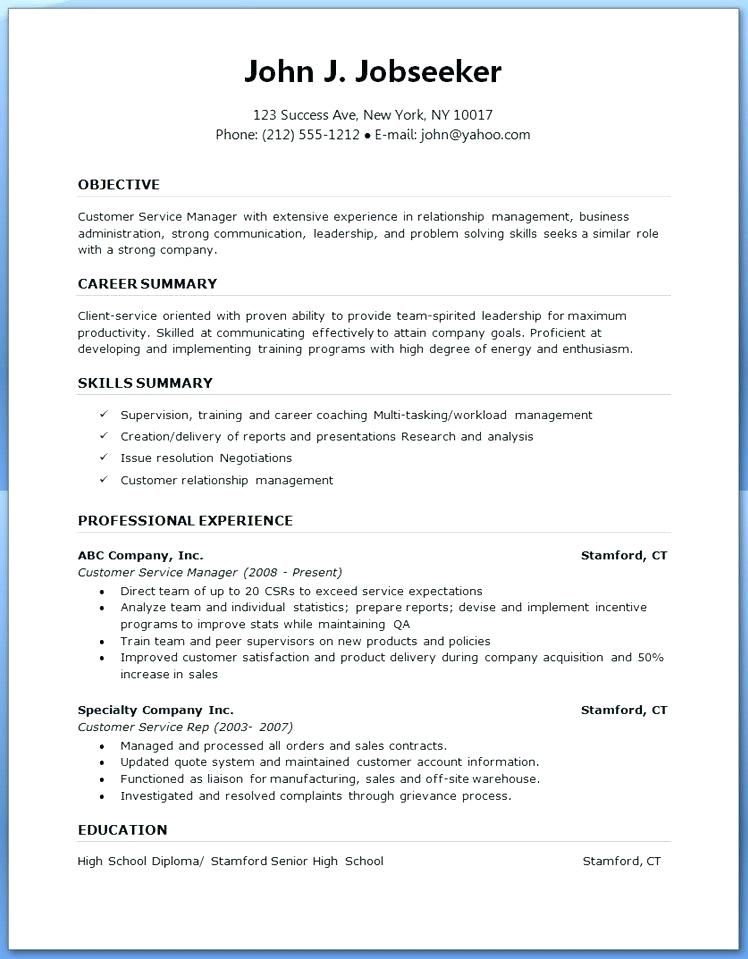 John J. Jobseeker
123 Success Ave, New York, NY 10017
Phone: (212) 555-1212 ● E-mail: john@yahoo.com
OBJECTIVE
Customer Service Manager with extensive experience in relationship management, business
administration, strong communication, leadership, and problem solving skills seeks a similar role
with a strong company.
CAREER SUMMARY
Client-service oriented with proven ability to provide team-spirited leadership for maximum
productivity. Skilled at communicating effectively to attain company goals. Proficient at
developing and implementing training programs with high degree of energy and enthusiasm.
SKILLS SUMMARY
✓ Supervision, training and career coaching Multi-tasking/workload management
✓ Creation/delivery of reports and presentations Research and analysis
✓ Issue resolution Negotiations
✓ Customer relationship management
PROFESSIONAL EXPERIENCE
ABC Company, Inc. Stamford, CT
Customer Service Manager (2008 - Present)
• Direct team of up to 20 CSRs to exceed service expectations
• Analyze team and individual statistics; prepare reports; devise and implement incentive
programs to improve stats while maintaining QA
• Train team and peer supervisors on new products and policies
• Improved customer satisfaction and product delivery during company acquisition and 50%
increase in sales
Specialty Company Inc. Stamford, CT
Customer Service Rep (2003- 2007)
• Managed and processed all orders and sales contracts.
• Updated quote system and maintained customer account information.
• Functioned as liaison for manufacturing, sales and off-site warehouse.
• Investigated and resolved complaints through grievance process.
EDUCATION
High School Diploma/ Stamford Senior High School Stamford, CT